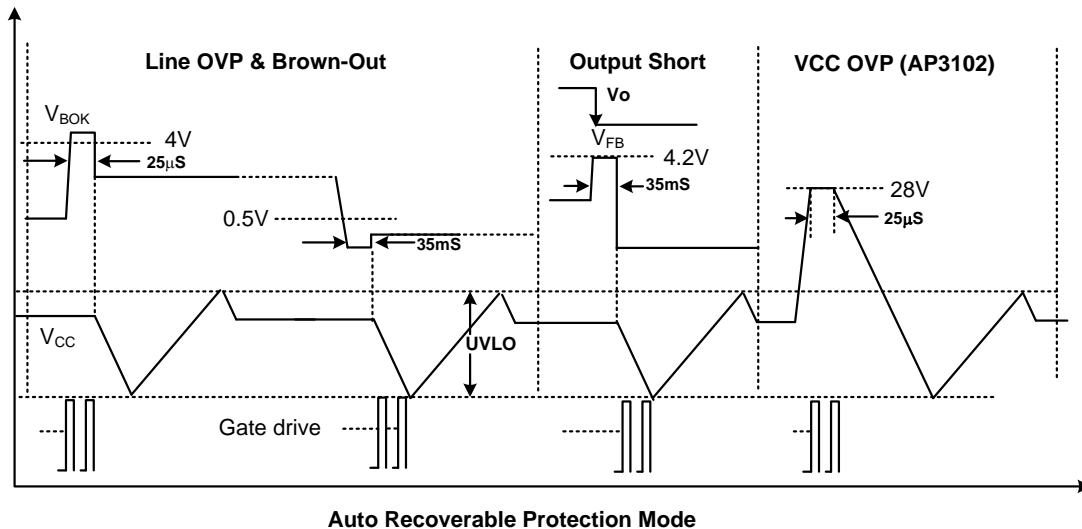 Line OVP & Brown-Out
Output Short
VCC OVP (AP3102)
Vo
VBOK
4V
25μS
VFB
4.2V
35mS
28V
25μS
0.5V
35mS
VCC
UVLO
Gate drive
Auto Recoverable Protection Mode